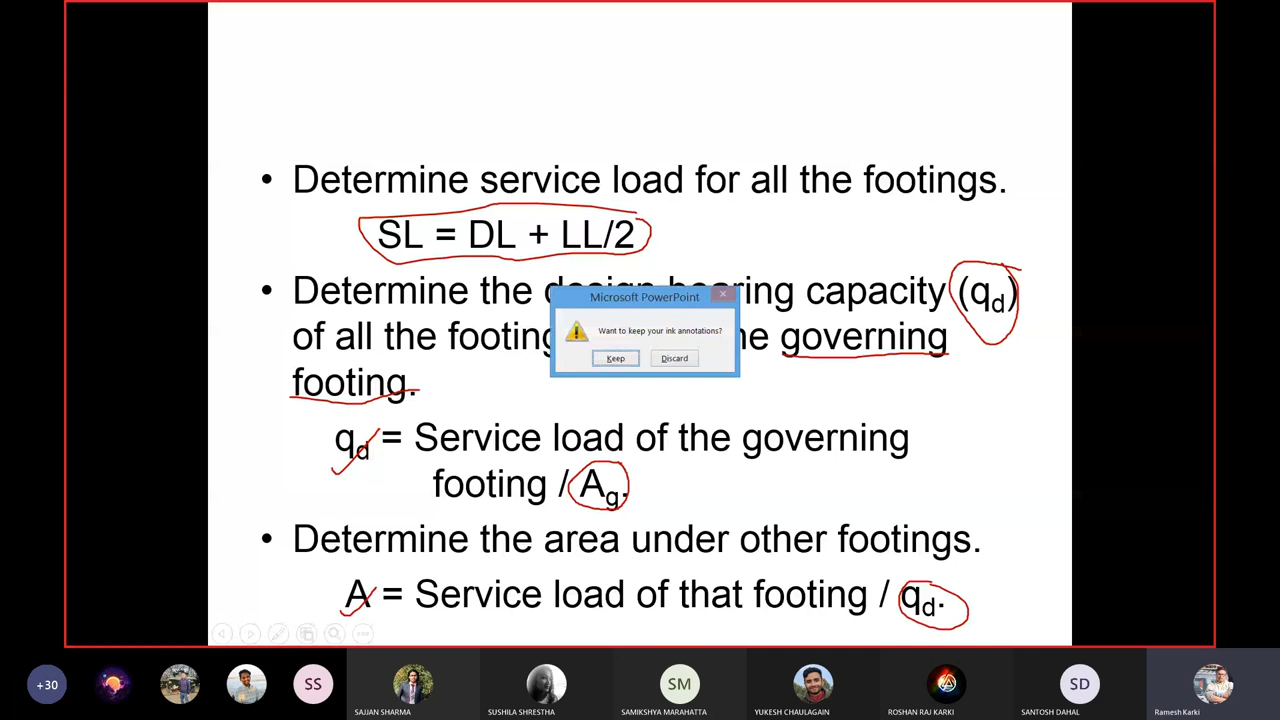 • Determine service load for all the footings.
SL = DL + LL/2
• Determine the design bearing capacity (qd)
of all the footing the governing
footing.
qd = Service load of the governing
footing / Ag.
• Determine the area under other footings.
A = Service load of that footing / qd.
Microsoft PowerPoint
Want to keep your ink annotations?
Keep Discard
+30
SS
SM
SD
SAJJAN SHARMA
SUSHILA SHRESTHA
SAMIKSHYA MARAHATTA
YUKESH CHAULAGAIN
ROSHAN RAJ KARKI
SANTOSH DAHAL
Ramesh Karki